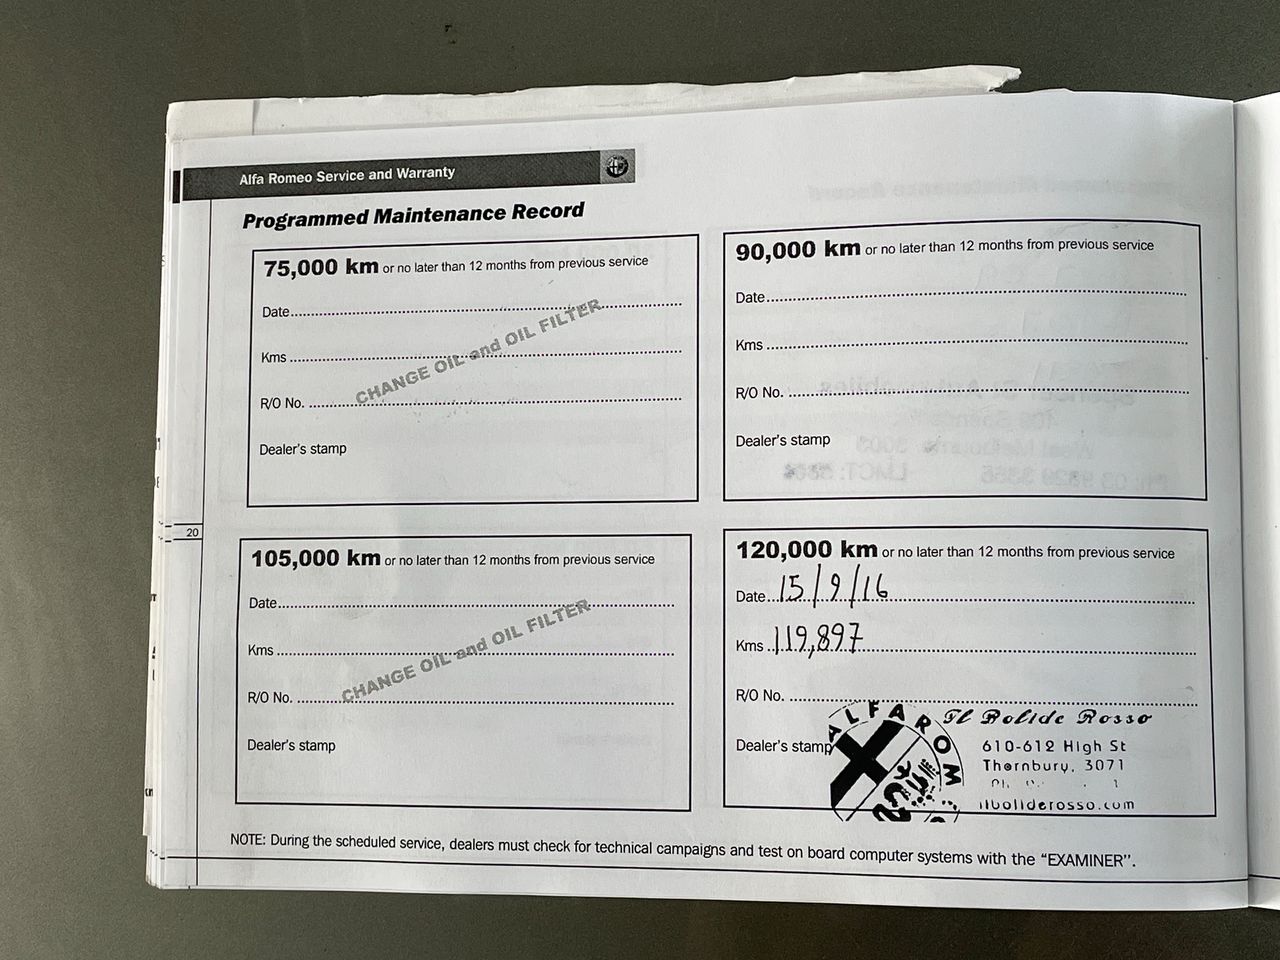 Alfa Romeo Service and Warranty
Programmed Maintenance Record
75,000 km or no later than 12 months from previous service
Date
Kms
R/O No.
Dealer's stamp
CHANGE OIL and OIL FILTER
90,000 km or no later than 12 months from previous service
Date
Kms
R/O No.
Dealer's stamp
20
105,000 km or no later than 12 months from previous service
Date
Kms
R/O No.
Dealer's stamp
CHANGE OIL and OIL FILTER
120,000 km or no later than 12 months from previous service
Date 15/9/16
Kms 119,897
R/O No.
Dealer's stamp
ALFA ROM
Il Bolide Rosso
610-612 High St
Thornbury, 3071
ilboliderosso.com
NOTE: During the scheduled service, dealers must check for technical campaigns and test on board computer systems with the “EXAMINER”.